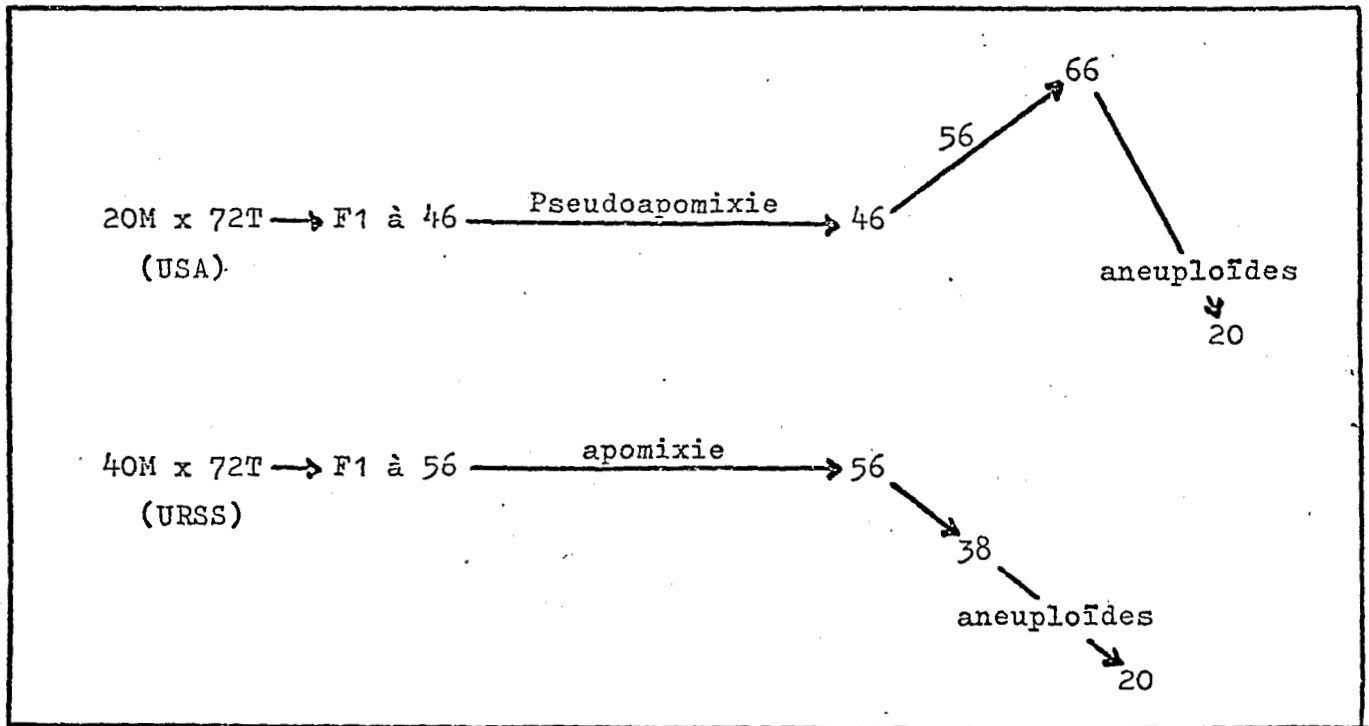 66
56
Pseudoapomixie
20M x 72T → F1 à 46 → 46
(USA)
aneuploïdes
20
apomixie
40M x 72T → F1 à 56 → 56
(URSS)
38
aneuploïdes
20